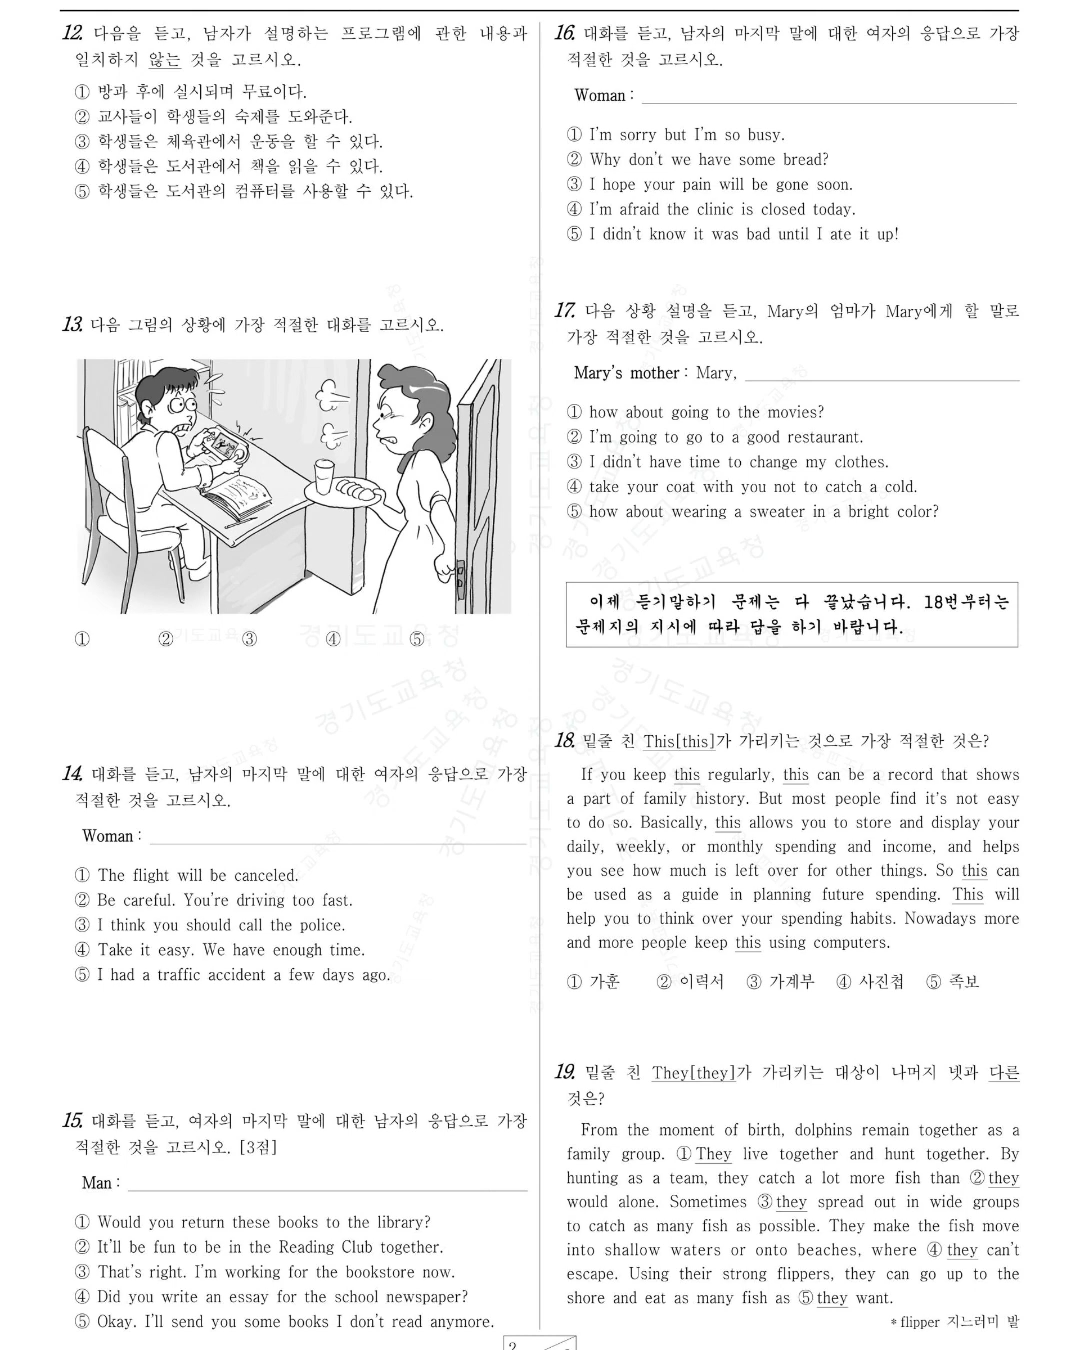 12. 다음을 듣고, 남자가 설명하는 프로그램에 관한 내용과
일치하지 않는 것을 고르시오.
① 방과 후에 실시되며 무료이다.
② 교사들이 학생들의 숙제를 도와준다.
③ 학생들은 체육관에서 운동을 할 수 있다.
④ 학생들은 도서관에서 책을 읽을 수 있다.
⑤ 학생들은 도서관의 컴퓨터를 사용할 수 있다.
13. 다음 그림의 상황에 가장 적절한 대화를 고르시오.
① ② ③ ④ ⑤
14. 대화를 듣고, 남자의 마지막 말에 대한 여자의 응답으로 가장
적절한 것을 고르시오.
Woman :
① The flight will be canceled.
② Be careful. You're driving too fast.
③ I think you should call the police.
④ Take it easy. We have enough time.
⑤ I had a traffic accident a few days ago.
15. 대화를 듣고, 여자의 마지막 말에 대한 남자의 응답으로 가장
적절한 것을 고르시오. [3점]
Man :
① Would you return these books to the library?
② It'll be fun to be in the Reading Club together.
③ That's right. I'm working for the bookstore now.
④ Did you write an essay for the school newspaper?
⑤ Okay. I'll send you some books I don't read anymore.
16. 대화를 듣고, 남자의 마지막 말에 대한 여자의 응답으로 가장
적절한 것을 고르시오.
Woman :
① I'm sorry but I'm so busy.
② Why don't we have some bread?
③ I hope your pain will be gone soon.
④ I'm afraid the clinic is closed today.
⑤ I didn't know it was bad until I ate it up!
17. 다음 상황 설명을 듣고, Mary의 엄마가 Mary에게 할 말로
가장 적절한 것을 고르시오.
Mary's mother : Mary,
① how about going to the movies?
② I'm going to go to a good restaurant.
③ I didn't have time to change my clothes.
④ take your coat with you not to catch a cold.
⑤ how about wearing a sweater in a bright color?
이제 듣기말하기 문제는 다 끝났습니다. 18번부터는
문제지의 지시에 따라 답을 하기 바랍니다.
18. 밑줄 친 This[this]가 가리키는 것으로 가장 적절한 것은?
If you keep this regularly, this can be a record that shows
a part of family history. But most people find it's not easy
to do so. Basically, this allows you to store and display your
daily, weekly, or monthly spending and income, and helps
you see how much is left over for other things. So this can
be used as a guide in planning future spending. This will
help you to think over your spending habits. Nowadays more
and more people keep this using computers.
① 가훈 ② 이력서 ③ 가계부 ④ 사진첩 ⑤ 족보
19. 밑줄 친 They[they]가 가리키는 대상이 나머지 넷과 다른
것은?
From the moment of birth, dolphins remain together as a
family group. ① They live together and hunt together. By
hunting as a team, they catch a lot more fish than ② they
would alone. Sometimes ③ they spread out in wide groups
to catch as many fish as possible. They make the fish move
into shallow waters or onto beaches, where ④ they can't
escape. Using their strong flippers, they can go up to the
shore and eat as many fish as ⑤ they want.
* flipper 지느러미 발
2
경기도교육청